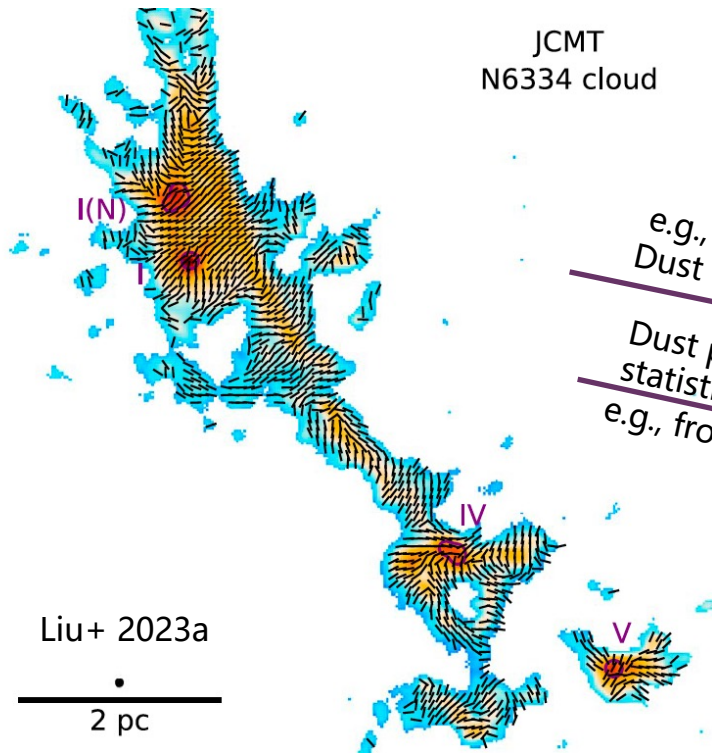 JCMT
N6334 cloud
I(N)
I
e.g.,
Dust
Dust
statist
e.g., fro
IV
V
Liu+ 2023a
2 pc